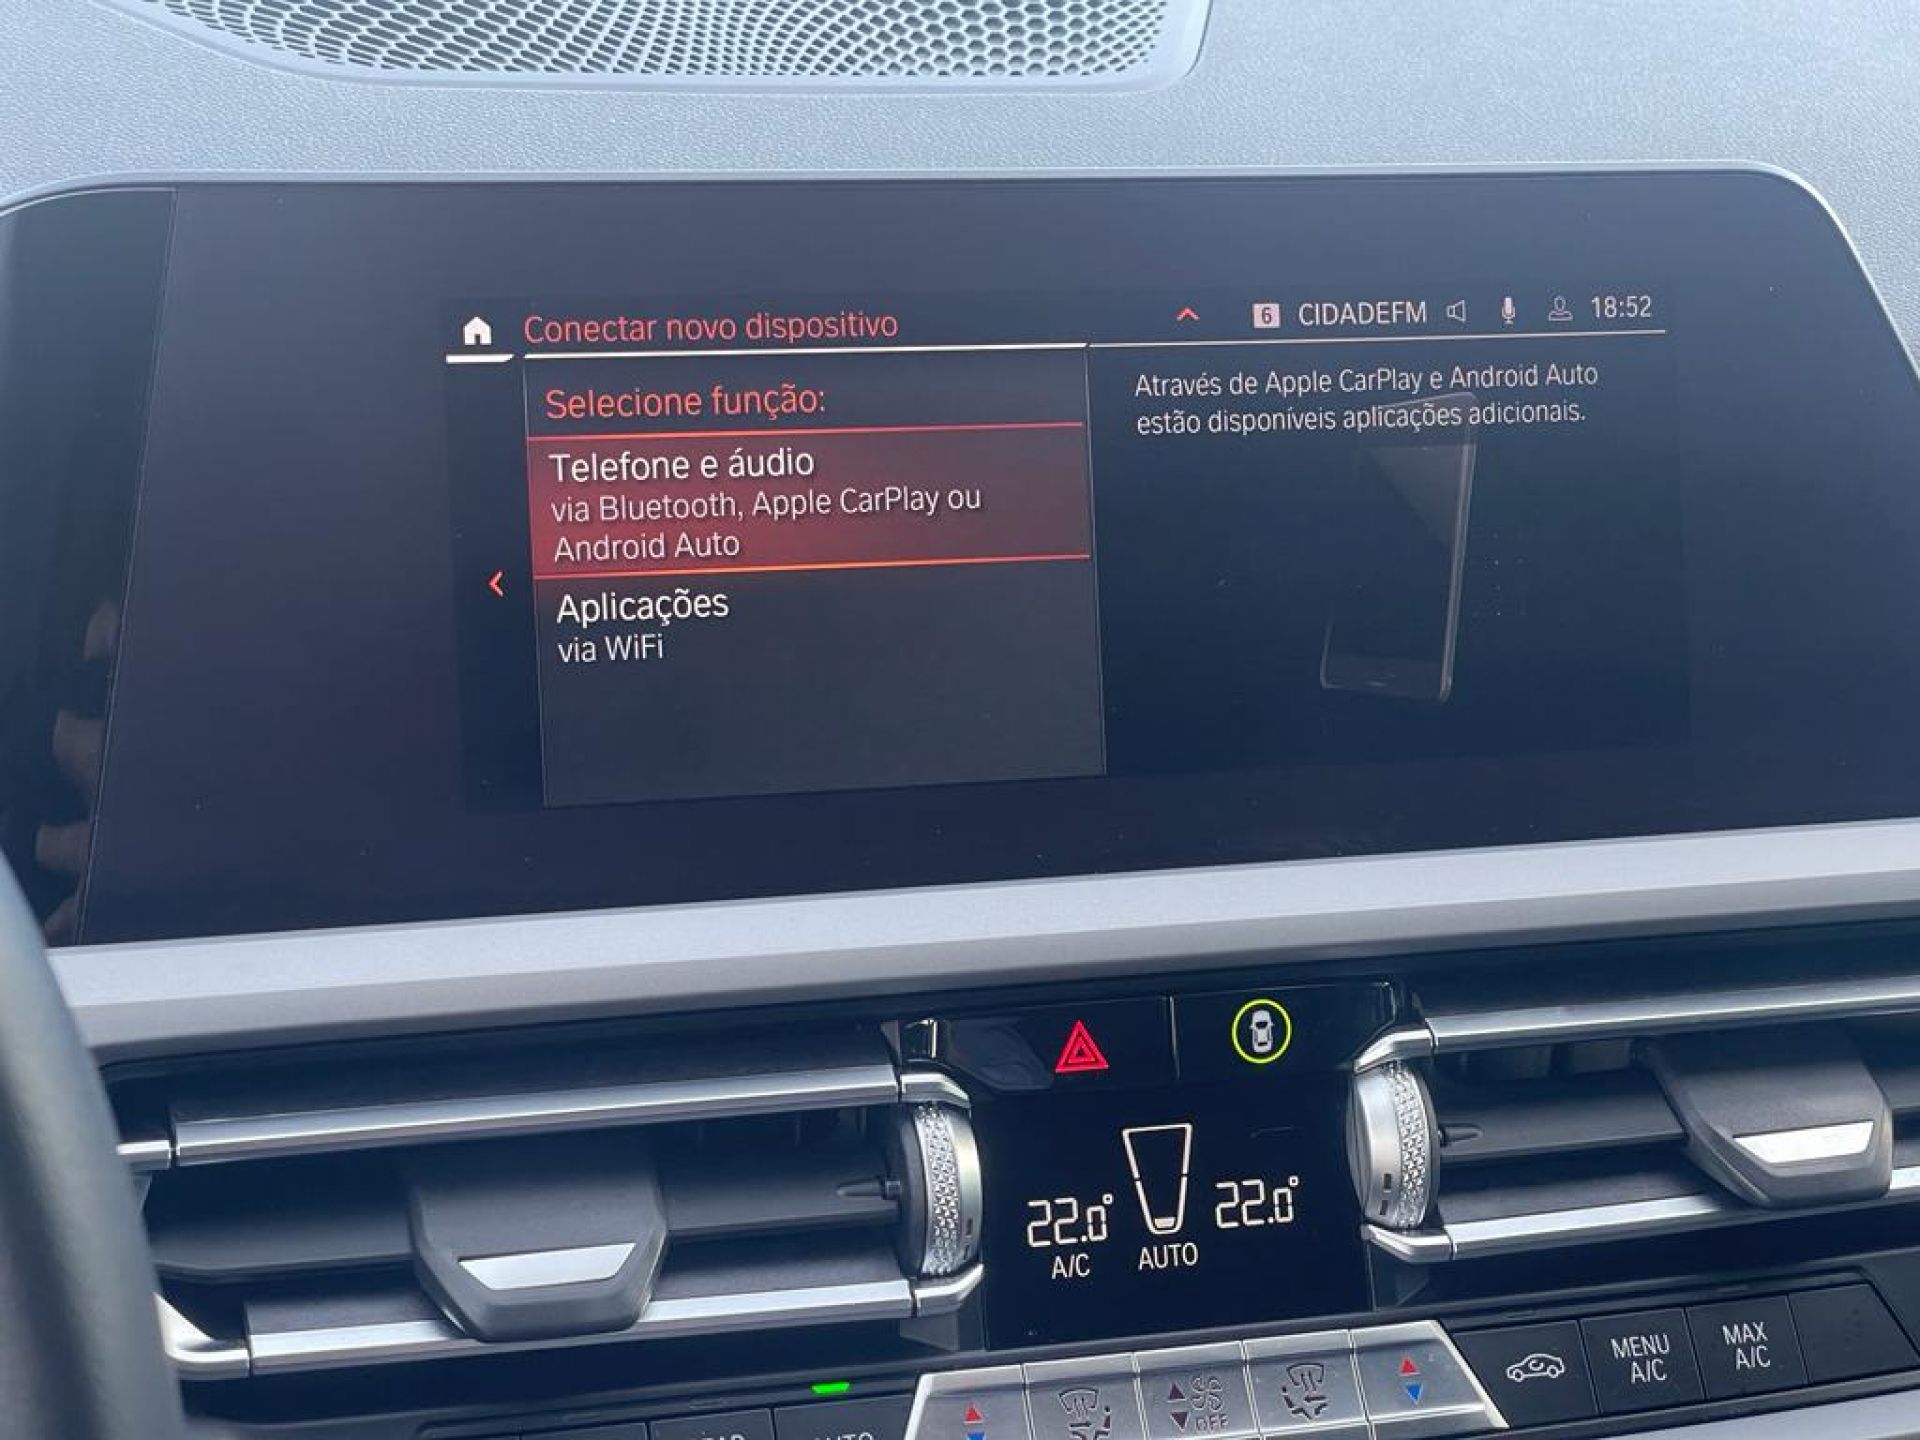 Conectar novo dispositivo
6 CIDADEFM 18:52
Selecione função:
Telefone e áudio
via Bluetooth, Apple CarPlay ou
Android Auto
Aplicações
via WiFi
Através de Apple CarPlay e Android Auto
estão disponíveis aplicações adicionais.
22.0° 22.0°
A/C AUTO
MENU
A/C
MAX
A/C
OFF
AUTO